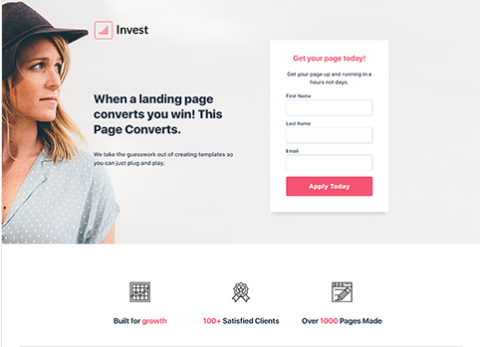 Invest
When a landing page
converts you win! This
Page Converts.
We take the guesswork out of creating templates so
you can just plug and play.
Get your page today!
Get your page up and running in a
hours not days.
First Name
Last Name
Email
Apply Today
Built for growth
100+ Satisfied Clients
Over 1000 Pages Made